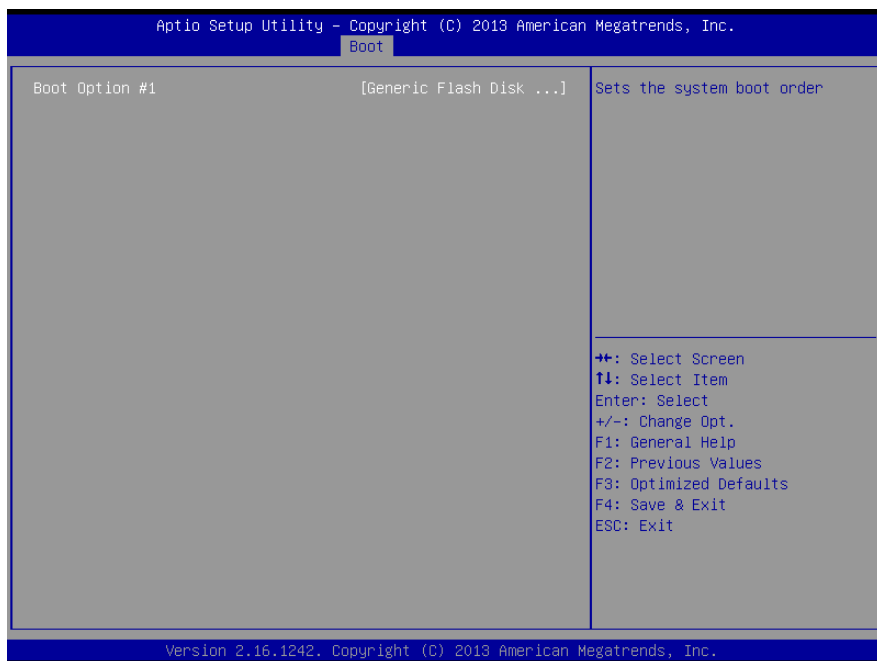 Aptio Setup Utility – Copyright (C) 2013 American Megatrends, Inc.
Boot
Boot Option #1 [Generic Flash Disk ...]
Sets the system boot order
→←: Select Screen
↑↓: Select Item
Enter: Select
+/-: Change Opt.
F1: General Help
F2: Previous Values
F3: Optimized Defaults
F4: Save & Exit
ESC: Exit
Version 2.16.1242. Copyright (C) 2013 American Megatrends, Inc.